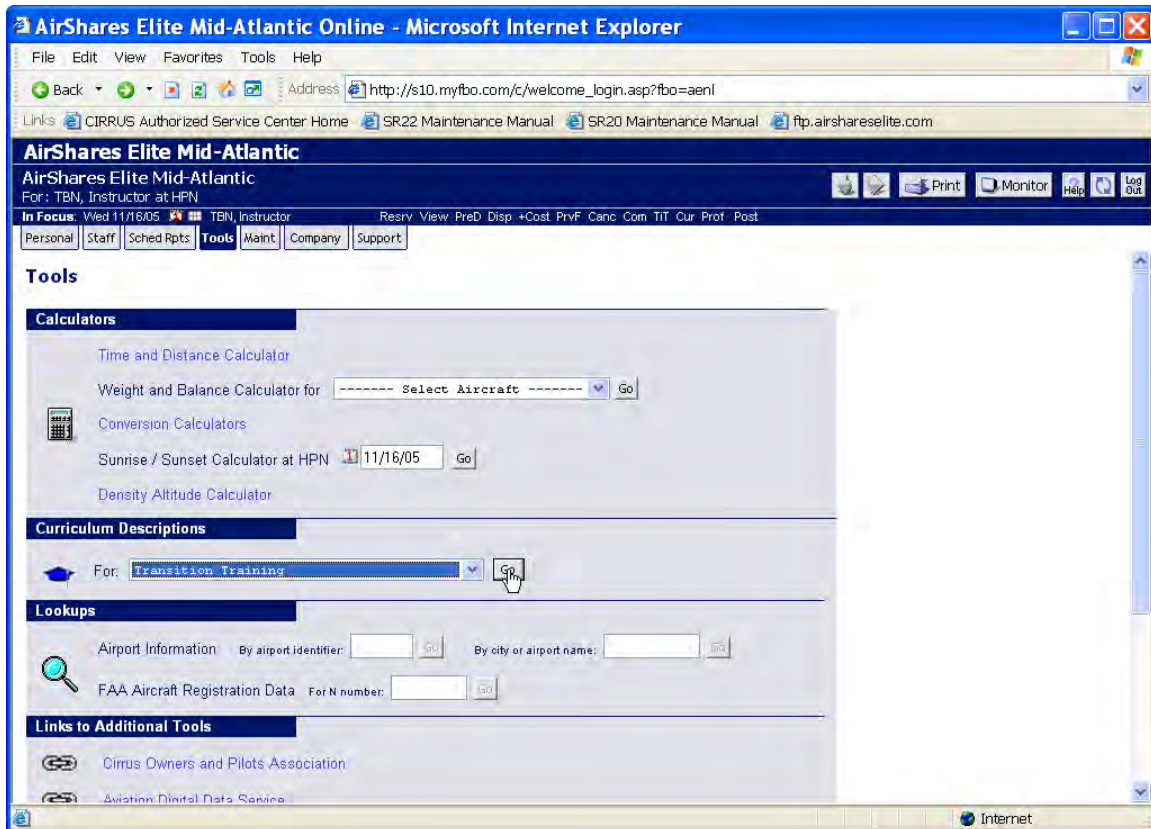 AirShares Elite Mid-Atlantic Online - Microsoft Internet Explorer
File Edit View Favorites Tools Help
Back Address http://s10.myfbo.com/c/welcome_login.asp?fbo=aenl
Links CIRRUS Authorized Service Center Home SR22 Maintenance Manual SR20 Maintenance Manual ftp.airshareselite.com
AirShares Elite Mid-Atlantic
AirShares Elite Mid-Atlantic
For: TBN, Instructor at HPN
Print Monitor Help Log Out
In Focus: Wed 11/16/05 TBN, Instructor Resrv View PreD Disp +Cost PrvF Canc Com TiT Cur Prof Post
Personal Staff Sched Rpts Tools Maint Company Support
Tools
Calculators
Time and Distance Calculator
Weight and Balance Calculator for ------- Select Aircraft ------- Go
Conversion Calculators
Sunrise / Sunset Calculator at HPN 11/16/05 Go
Density Altitude Calculator
Curriculum Descriptions
For: Transition Training Go
Lookups
Airport Information By airport identifier: Go By city or airport name: Go
FAA Aircraft Registration Data For N number: Go
Links to Additional Tools
Cirrus Owners and Pilots Association
Aviation Digital Data Service
Internet